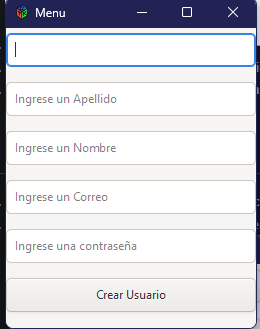 Menu
Ingrese un Apellido
Ingrese un Nombre
Ingrese un Correo
Ingrese una contraseña
Crear Usuario